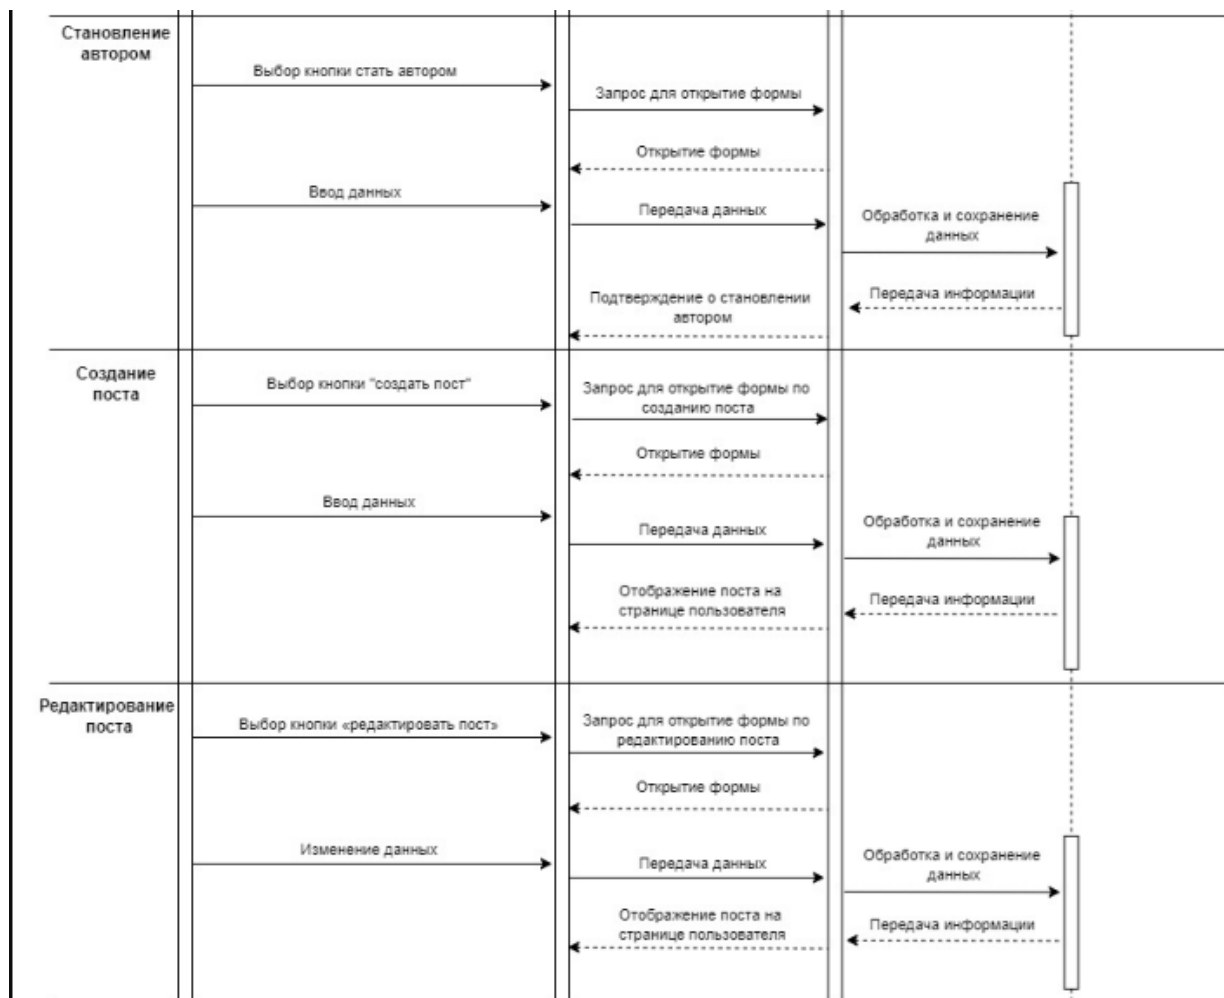 Становление
автором
Выбор кнопки стать автором
Запрос для открытие формы
Открытие формы
Ввод данных
Передача данных
Обработка и сохранение
данных
Передача информации
Подтверждение о становлении
автором
Создание
поста
Выбор кнопки "создать пост"
Запрос для открытие формы по
созданию поста
Открытие формы
Ввод данных
Передача данных
Обработка и сохранение
данных
Отображение поста на
странице пользователя
Передача информации
Редактирование
поста
Выбор кнопки «редактировать пост»
Запрос для открытие формы по
редактированию поста
Открытие формы
Изменение данных
Передача данных
Обработка и сохранение
данных
Отображение поста на
странице пользователя
Передача информации